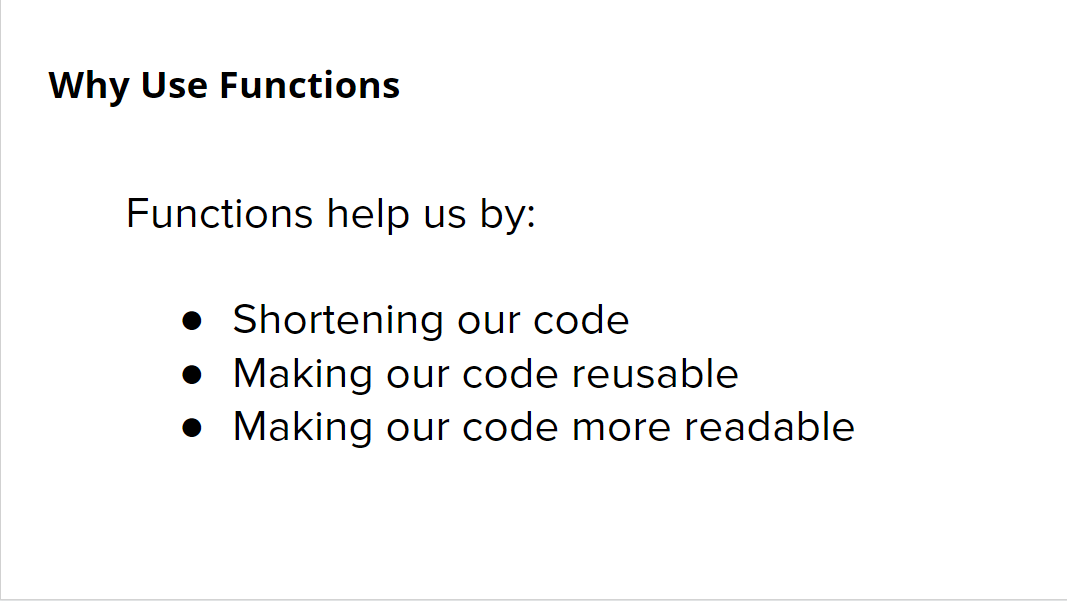 Why Use Functions
Functions help us by:
● Shortening our code
● Making our code reusable
● Making our code more readable